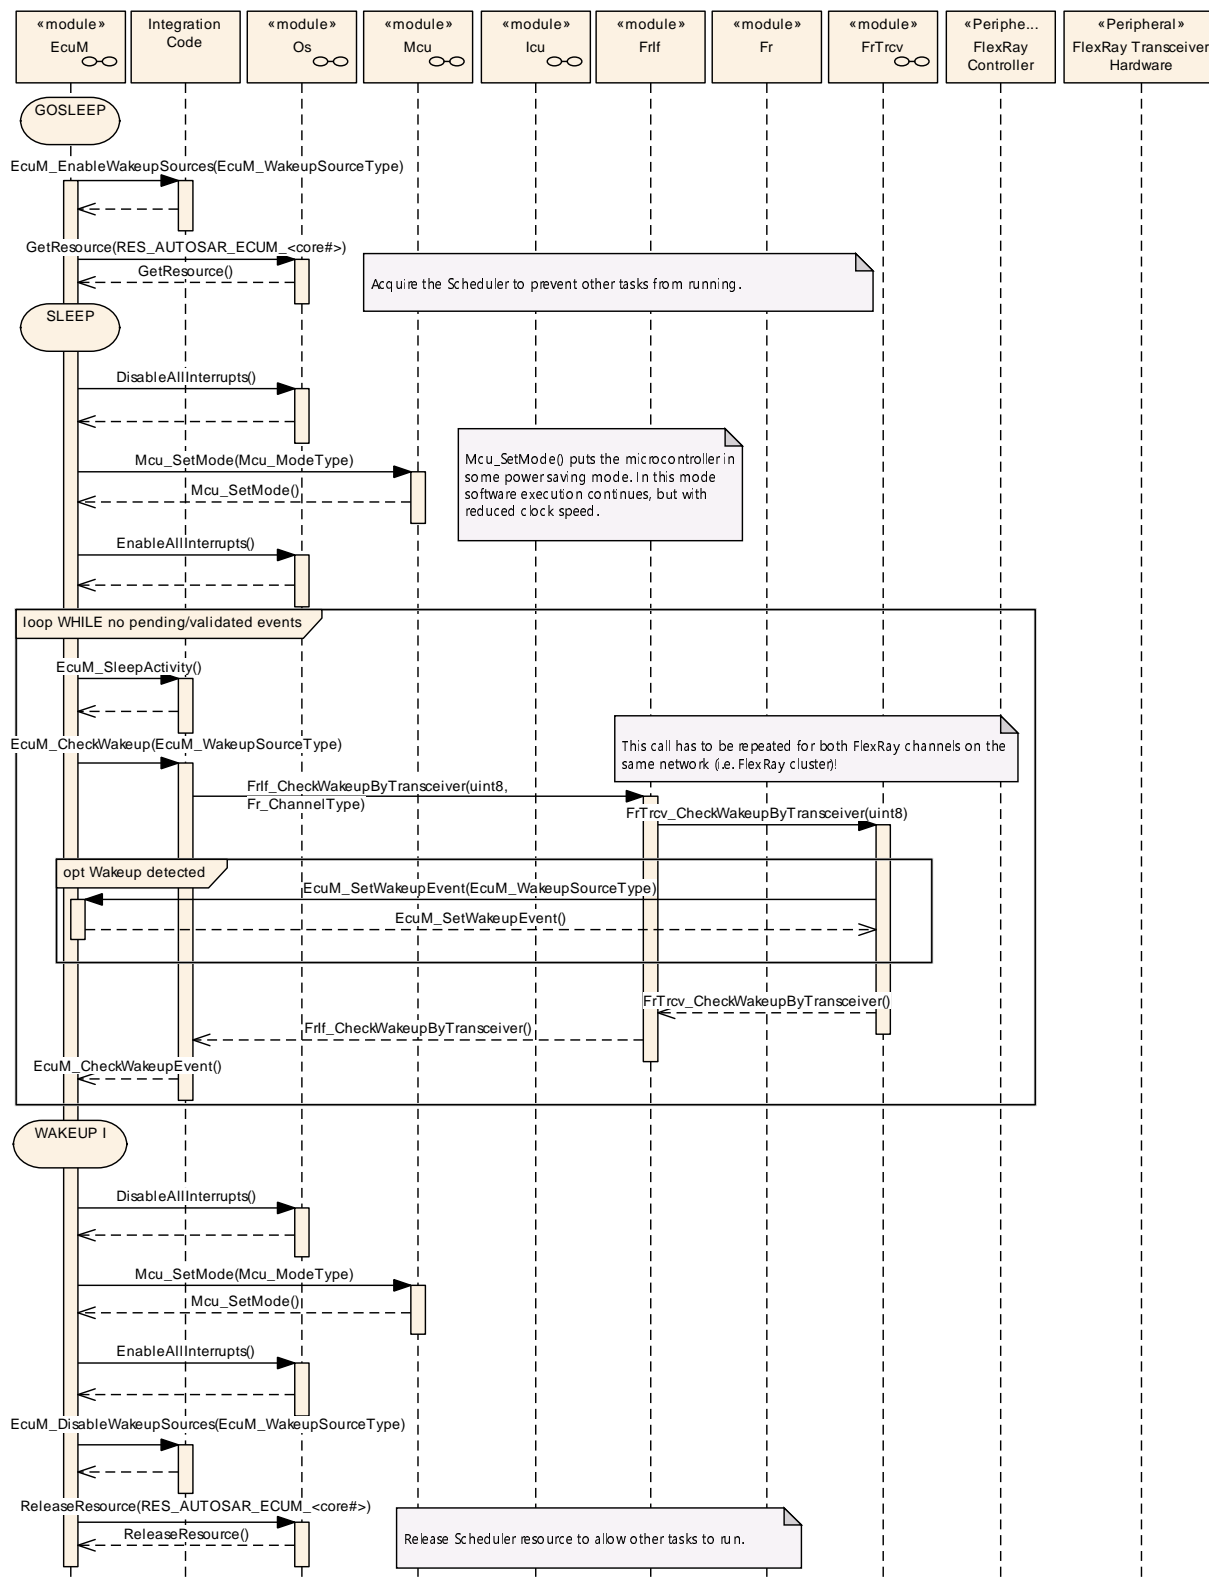 «module»
EcuM
Integration
Code
«module»
Os
«module»
Mcu
«module»
Icu
«module»
FrIf
«module»
Fr
«module»
FrTrcv
«Periphe...
FlexRay
Controller
«Peripheral»
FlexRay Transceiver
Hardware
GOSLEEP
EcuM_EnableWakeupSources(EcuM_WakeupSourceType)
GetResource(RES_AUTOSAR_ECUM_<core#>)
GetResource()
Acquire the Scheduler to prevent other tasks from running.
SLEEP
DisableAllInterrupts()
Mcu_SetMode(Mcu_ModeType)
Mcu_SetMode()
Mcu_SetMode() puts the microcontroller in
some power saving mode. In this mode
software execution continues, but with
reduced clock speed.
EnableAllInterrupts()
loop WHILE no pending/validated events
EcuM_SleepActivity()
EcuM_CheckWakeup(EcuM_WakeupSourceType)
This call has to be repeated for both FlexRay channels on the
same network (i.e. FlexRay cluster)!
FrIf_CheckWakeupByTransceiver(uint8,
Fr_ChannelType)
FrTrcv_CheckWakeupByTransceiver(uint8)
opt Wakeup detected
EcuM_SetWakeupEvent(EcuM_WakeupSourceType)
EcuM_SetWakeupEvent()
FrTrcv_CheckWakeupByTransceiver()
FrIf_CheckWakeupByTransceiver()
EcuM_CheckWakeupEvent()
WAKEUP I
DisableAllInterrupts()
Mcu_SetMode(Mcu_ModeType)
Mcu_SetMode()
EnableAllInterrupts()
EcuM_DisableWakeupSources(EcuM_WakeupSourceType)
ReleaseResource(RES_AUTOSAR_ECUM_<core#>)
ReleaseResource()
Release Scheduler resource to allow other tasks to run.